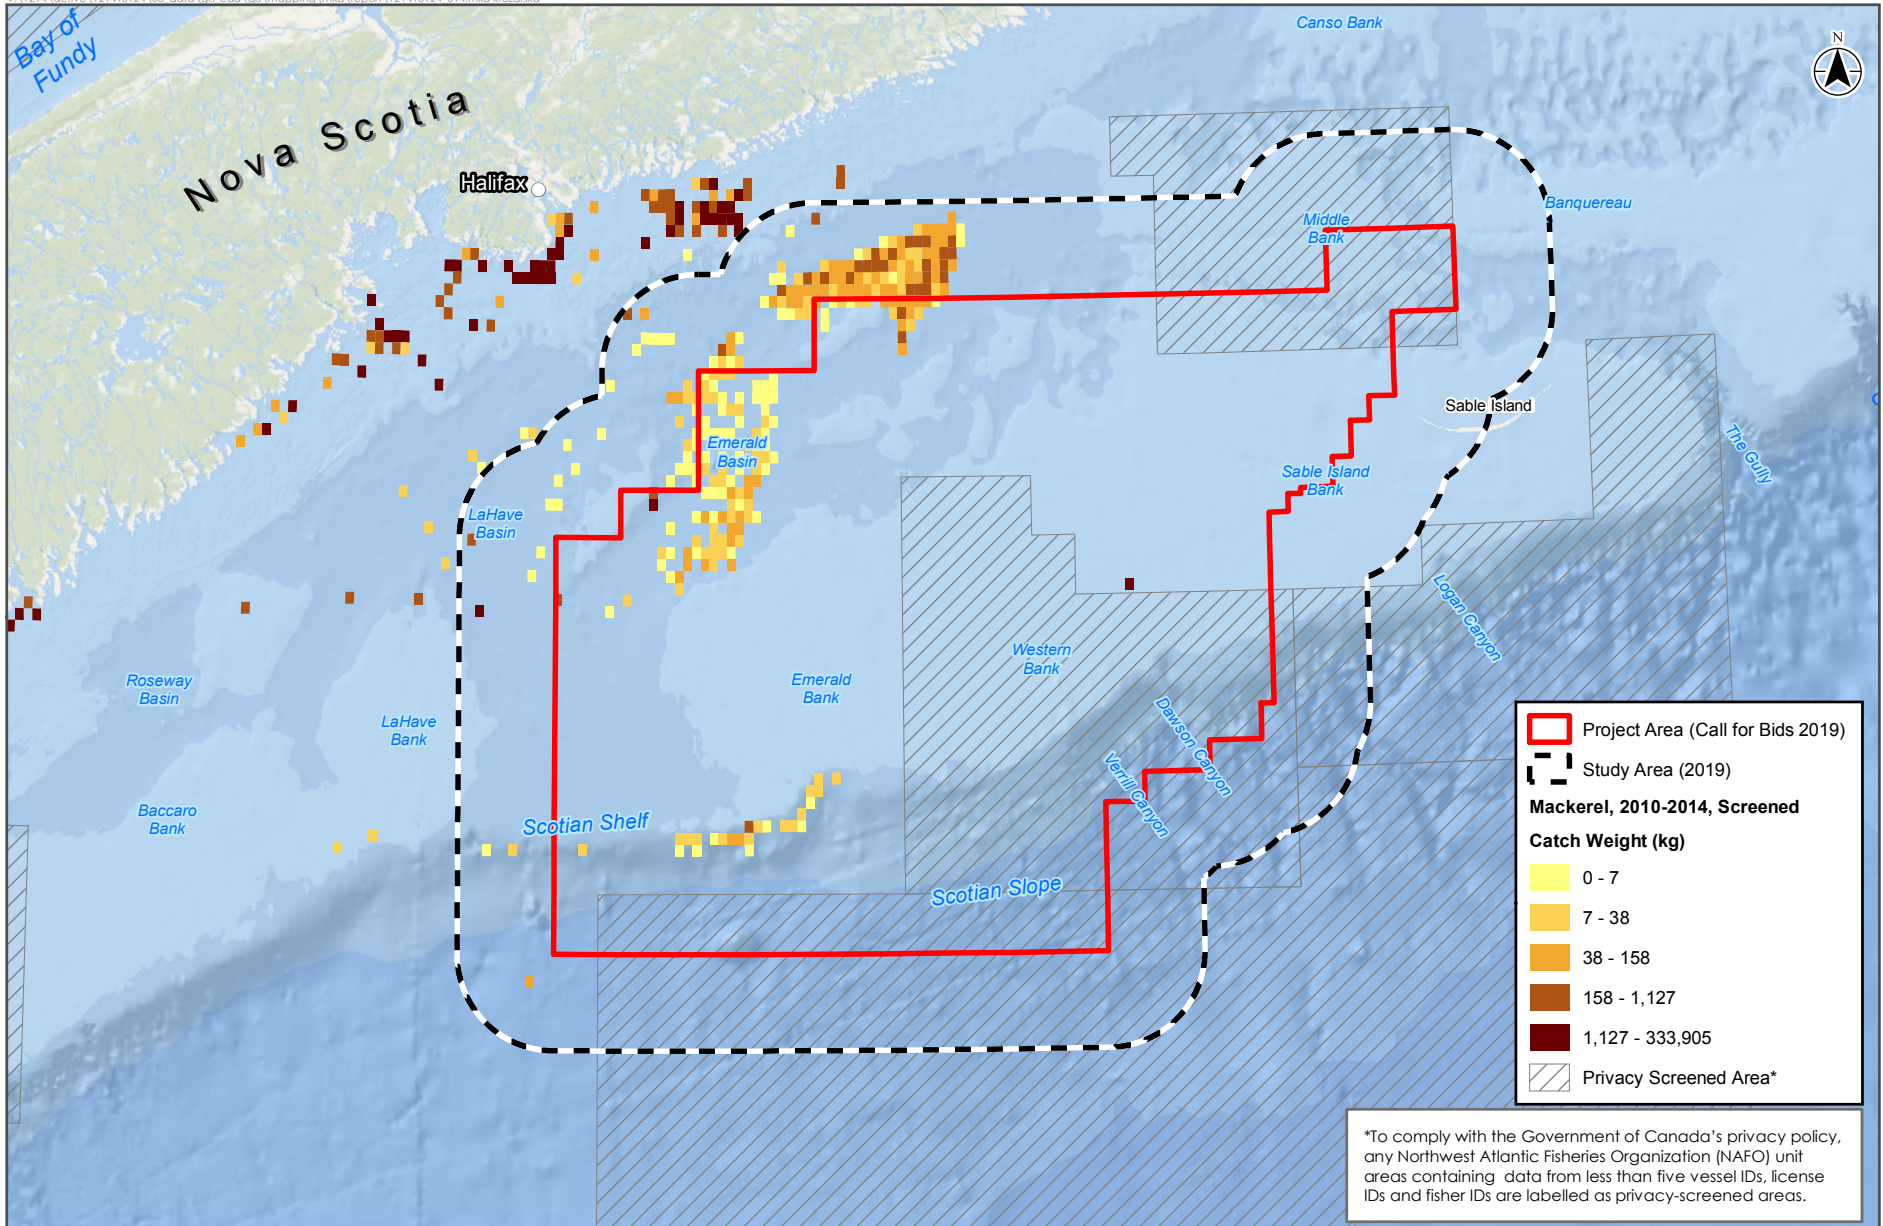 Canso Bank
Bay of
Fundy
N
Nova Scotia
Halifax
Banquereau
Middle
Bank
Sable Island
Emerald
Basin
The Gully
Sable Island
Bank
LaHave
Basin
Logan Canyon
Western
Bank
Roseway
Basin
Emerald
Bank
LaHave
Bank
Dawson Canyon
Verrill Canyon
Baccaro
Bank
Scotian Shelf
Scotian Slope
Project Area (Call for Bids 2019)
Study Area (2019)
Mackerel, 2010-2014, Screened
Catch Weight (kg)
0 - 7
7 - 38
38 - 158
158 - 1,127
1,127 - 333,905
Privacy Screened Area*
*To comply with the Government of Canada's privacy policy,
any Northwest Atlantic Fisheries Organization (NAFO) unit
areas containing data from less than five vessel IDs, license
IDs and fisher IDs are labelled as privacy-screened areas.